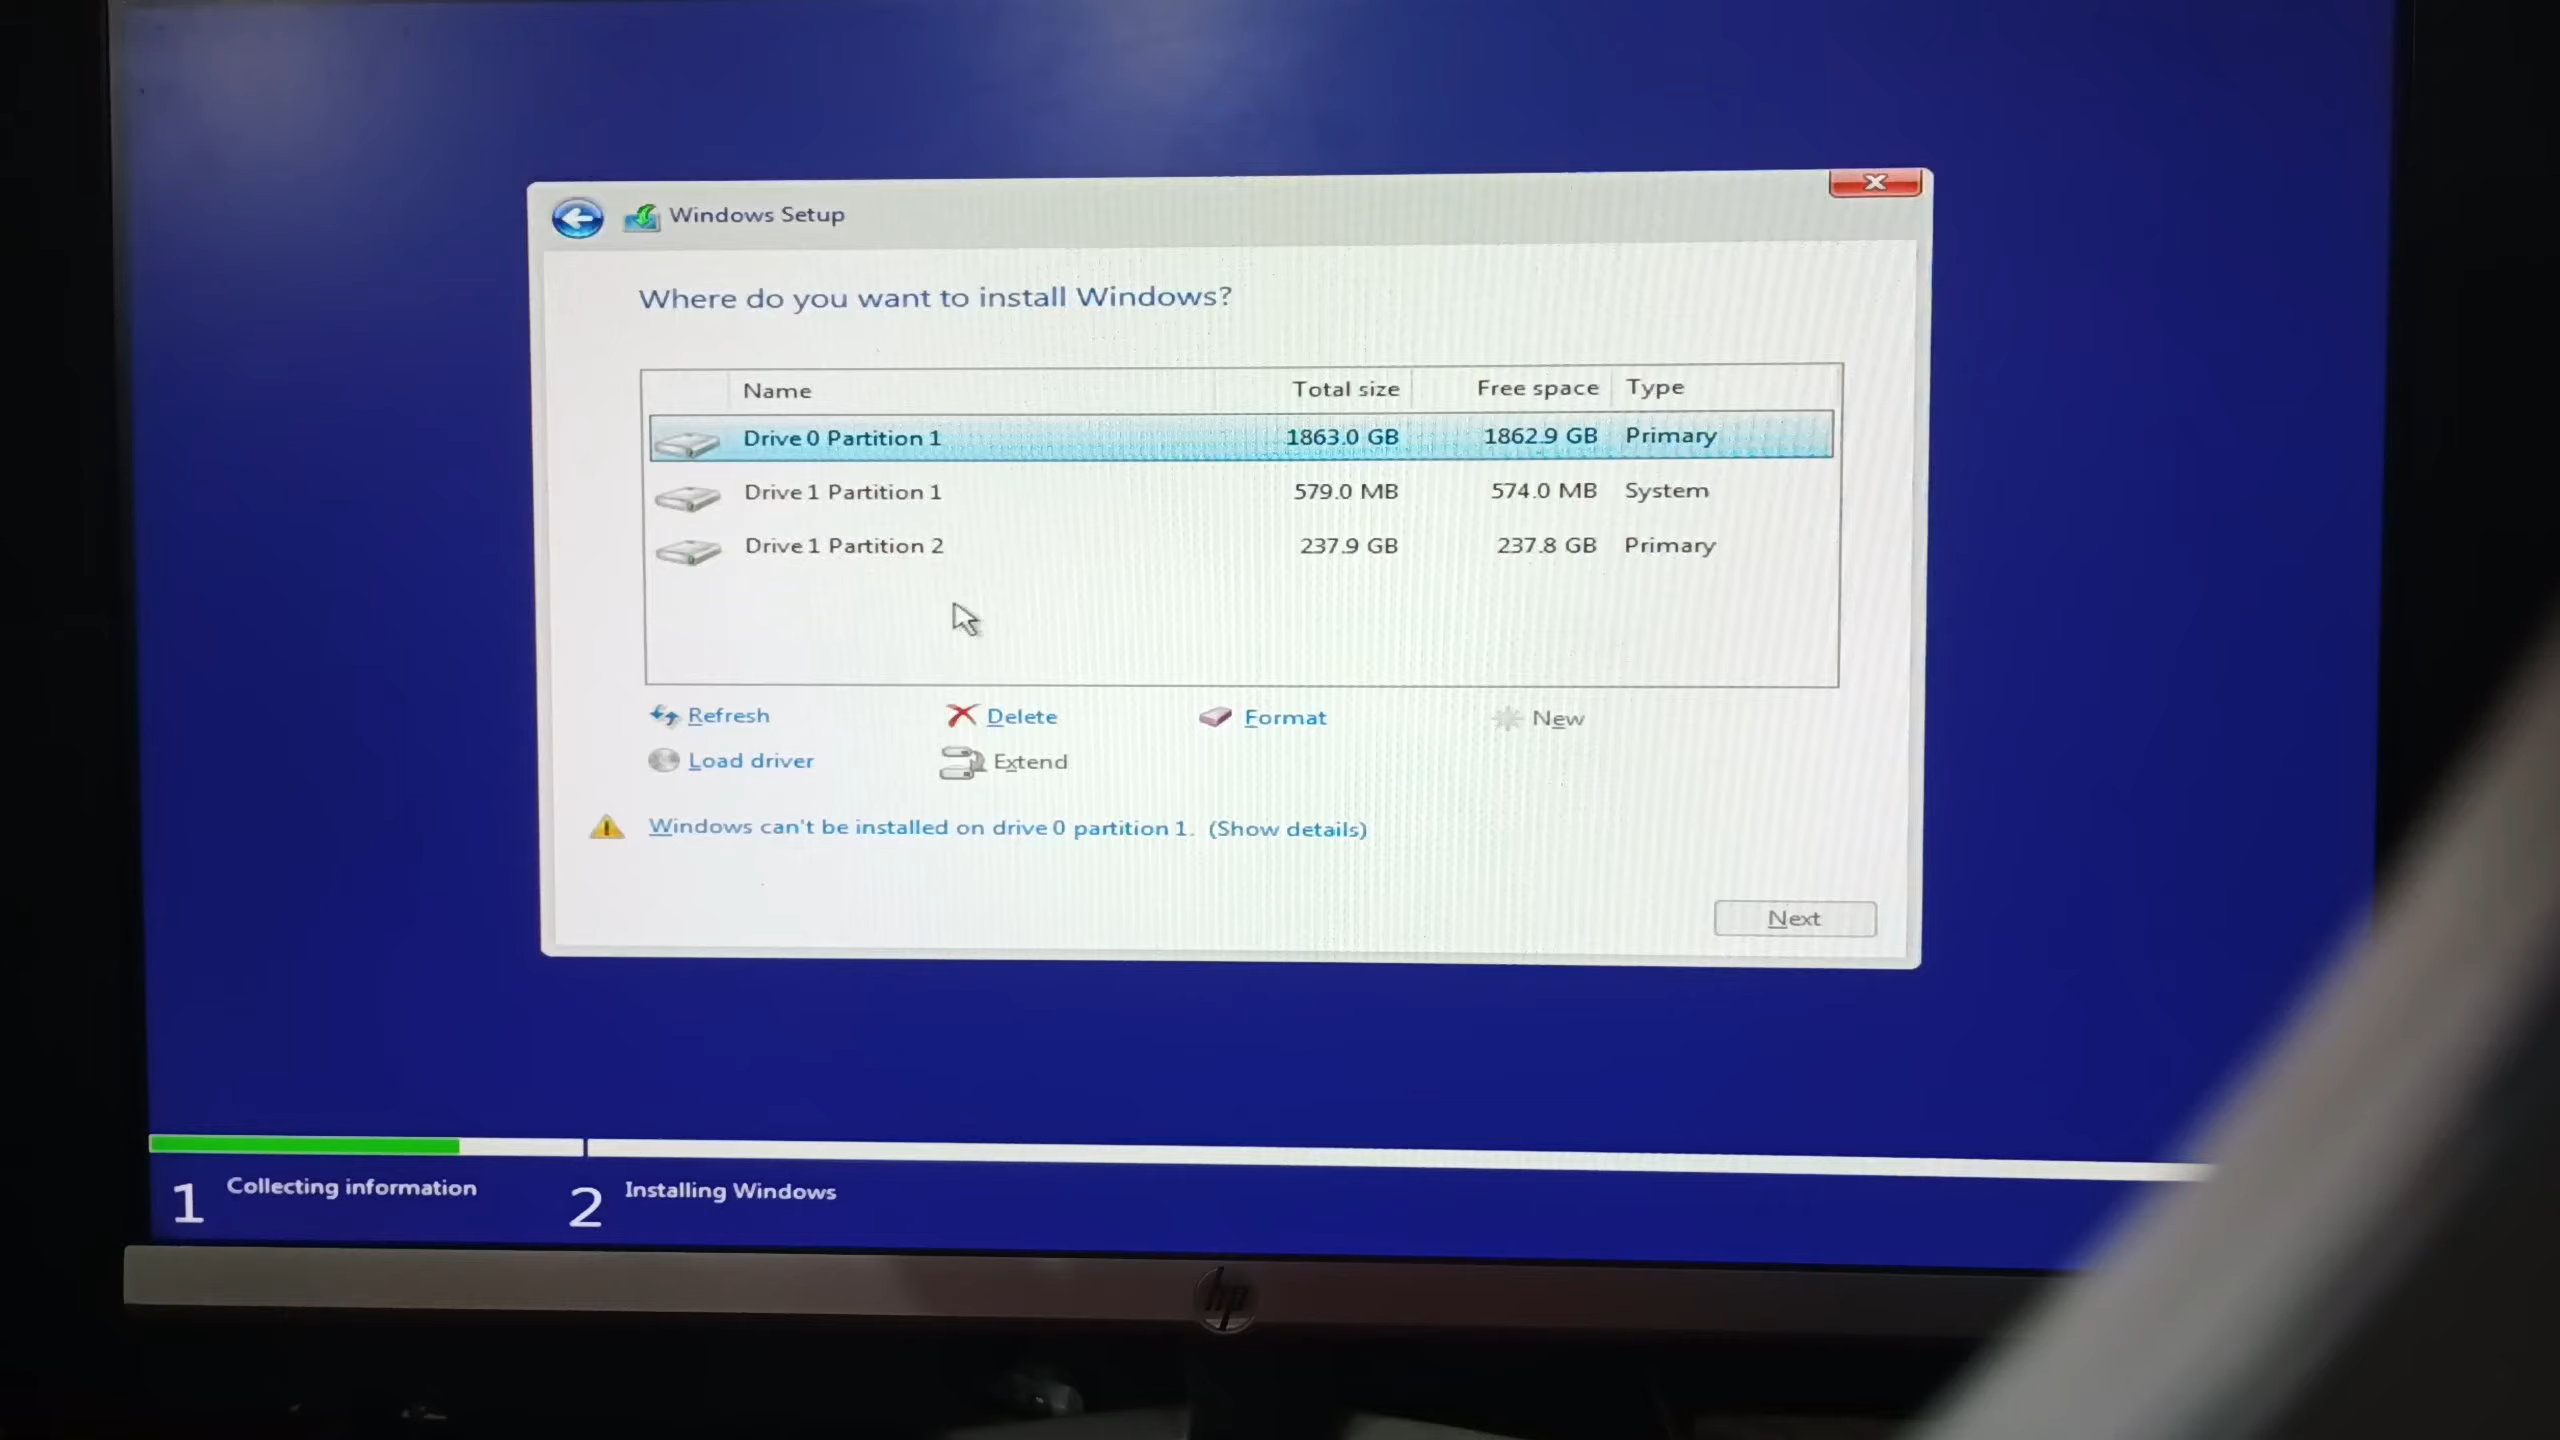 Windows Setup
Where do you want to install Windows?
Name Total size Free space Type
Drive 0 Partition 1 1863.0 GB 1862.9 GB Primary
Drive 1 Partition 1 579.0 MB 574.0 MB System
Drive 1 Partition 2 237.9 GB 237.8 GB Primary
Refresh Delete Format New
Load driver Extend
Windows can't be installed on drive 0 partition 1. (Show details)
Next
1 Collecting information 2 Installing Windows
hp